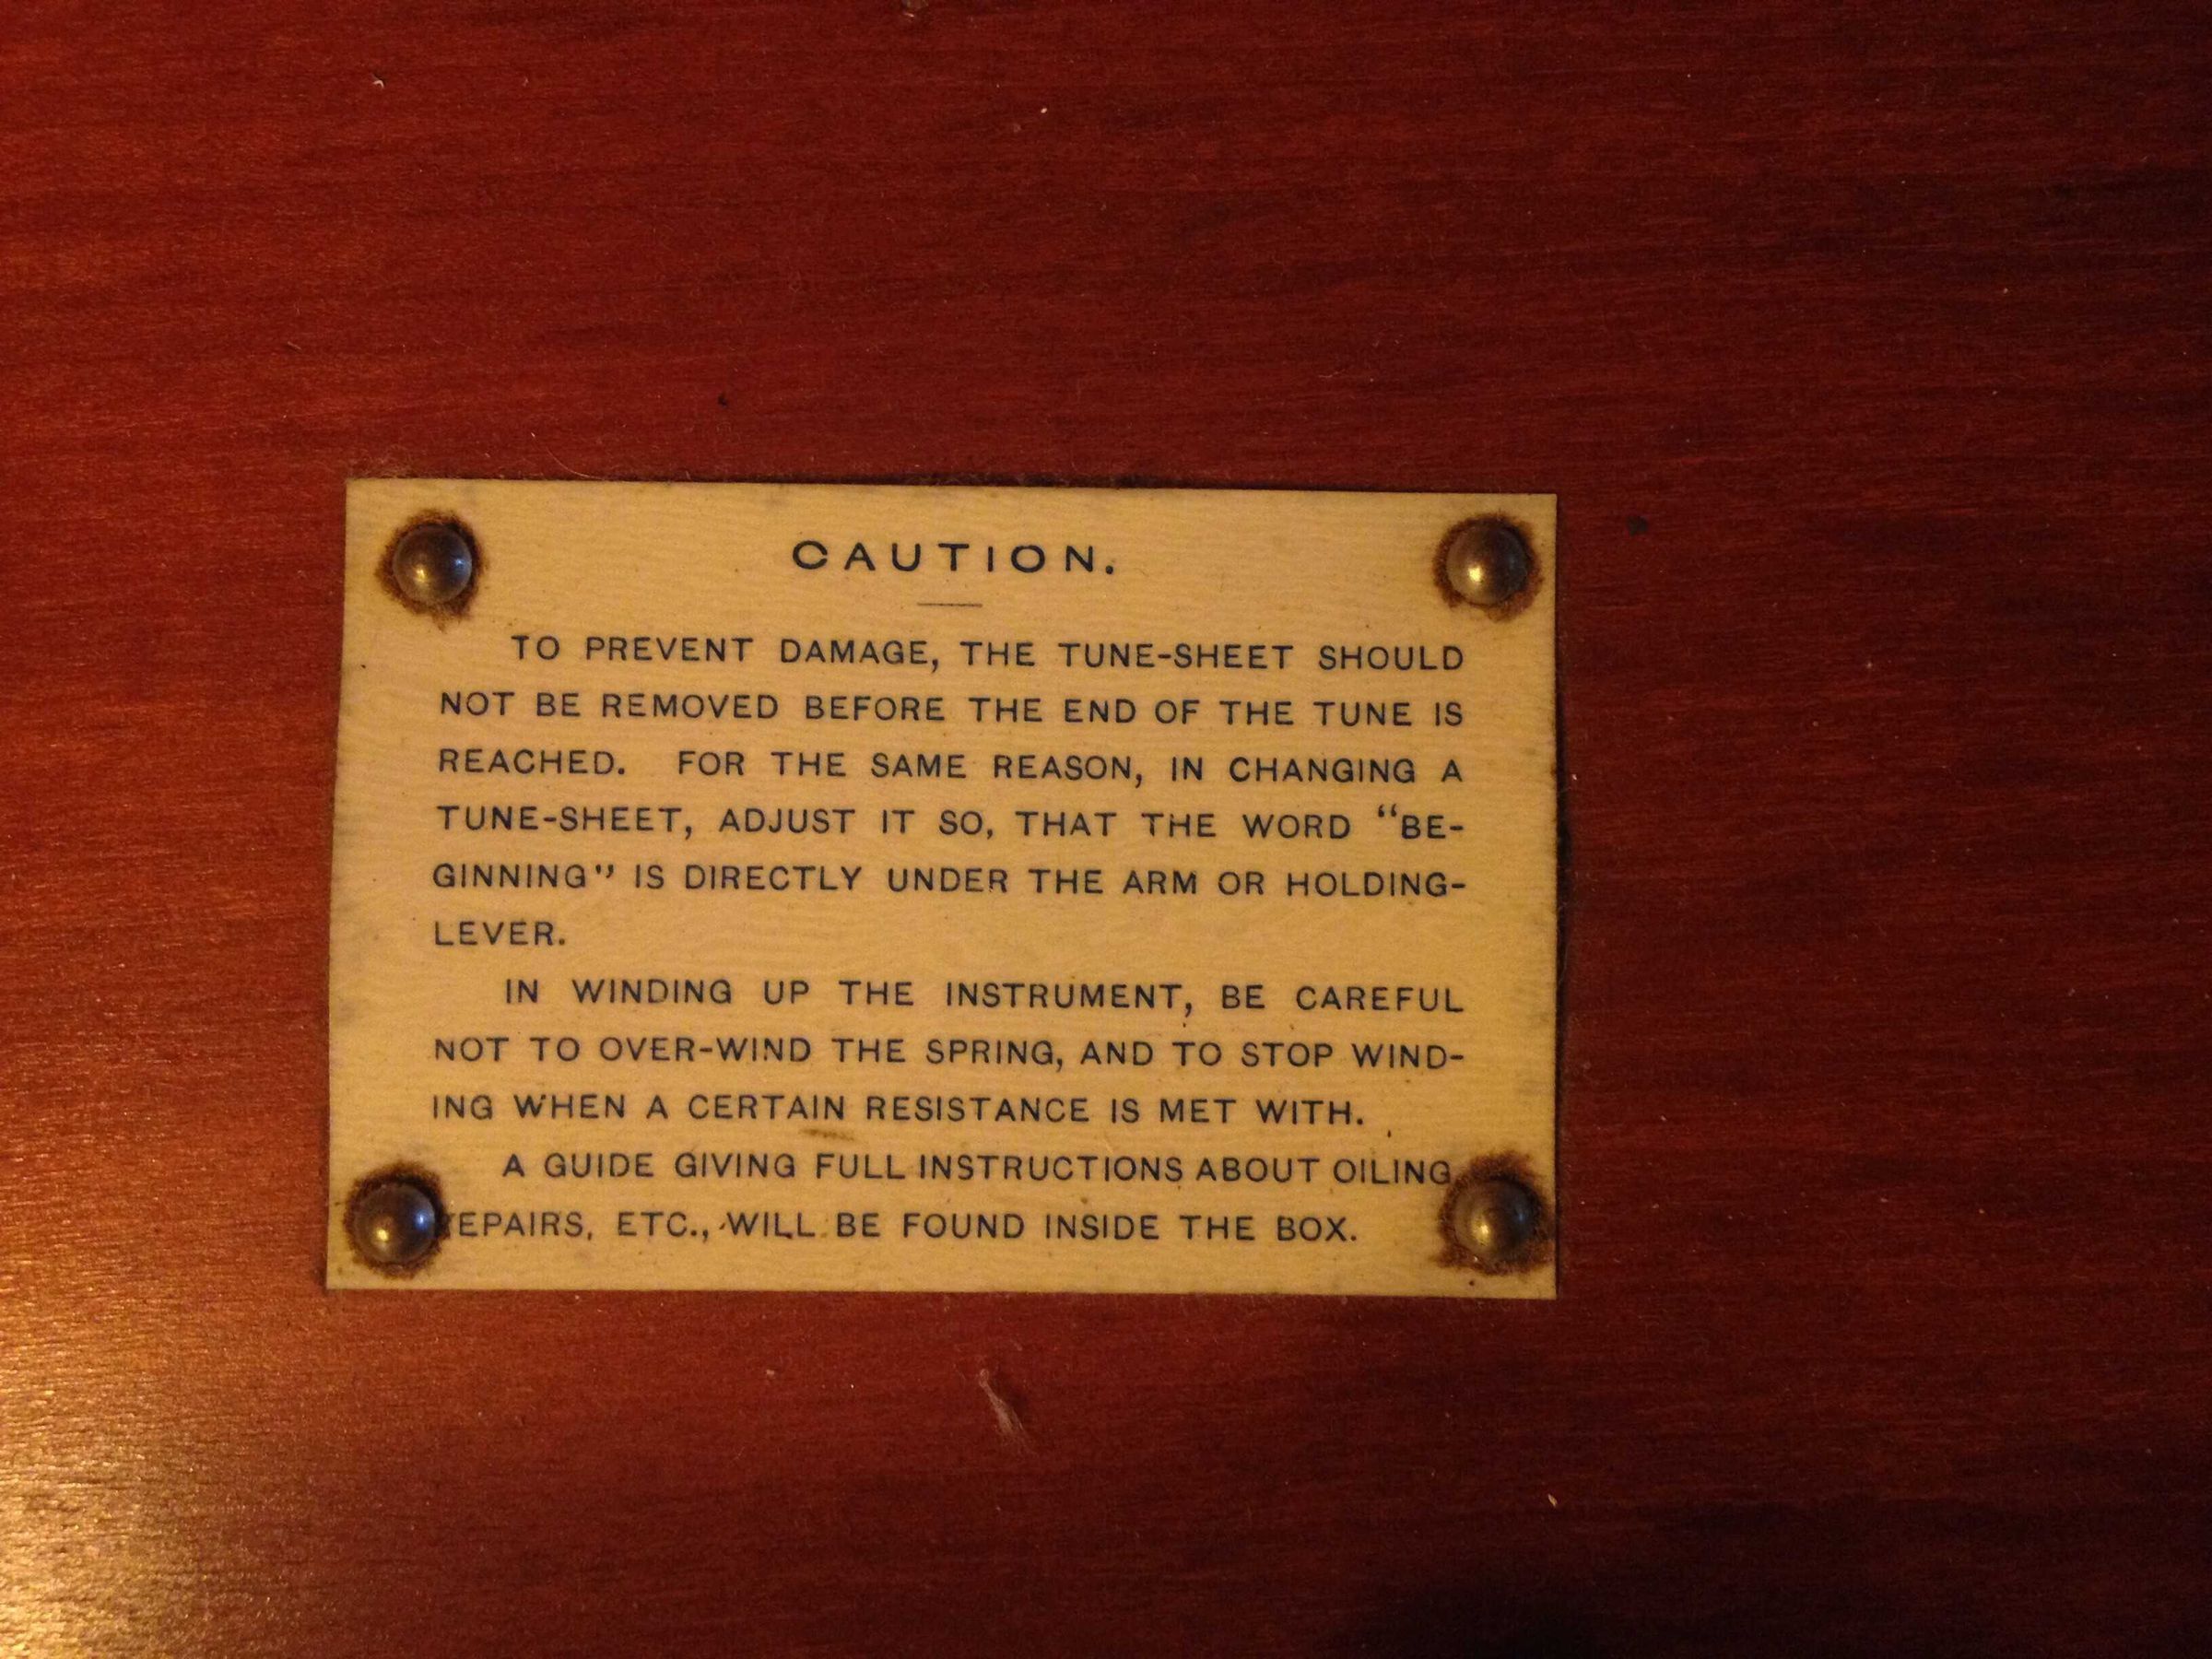 CAUTION.
TO PREVENT DAMAGE, THE TUNE-SHEET SHOULD
NOT BE REMOVED BEFORE THE END OF THE TUNE IS
REACHED. FOR THE SAME REASON, IN CHANGING A
TUNE-SHEET, ADJUST IT SO, THAT THE WORD "BE-
GINNING" IS DIRECTLY UNDER THE ARM OR HOLDING-
LEVER.
IN WINDING UP THE INSTRUMENT, BE CAREFUL
NOT TO OVER-WIND THE SPRING, AND TO STOP WIND-
ING WHEN A CERTAIN RESISTANCE IS MET WITH.
A GUIDE GIVING FULL INSTRUCTIONS ABOUT OILING
REPAIRS, ETC., WILL BE FOUND INSIDE THE BOX.